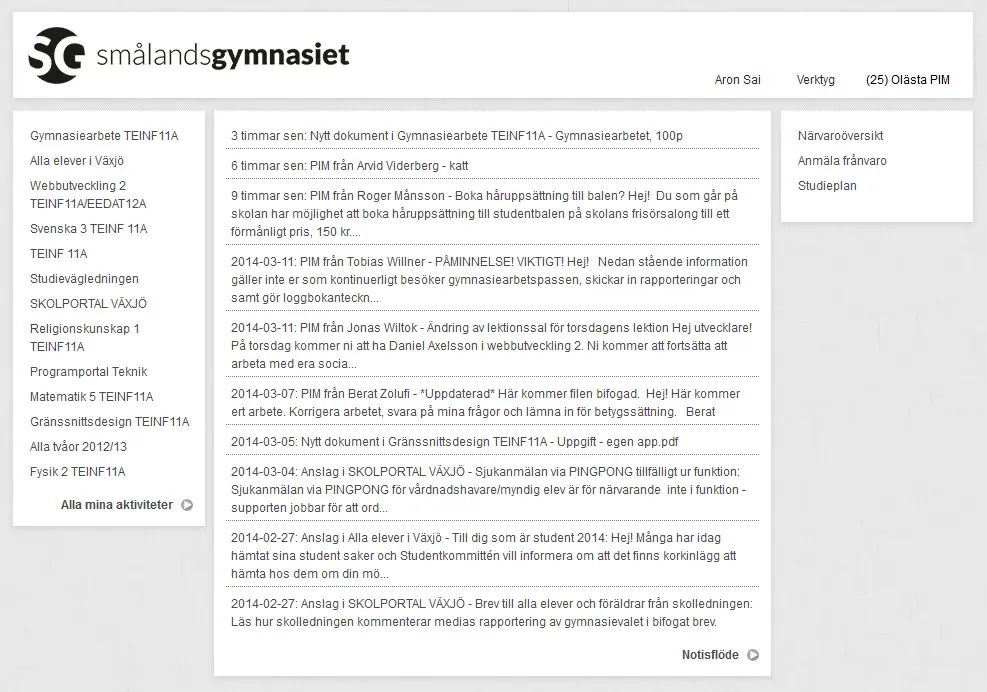 SG smålandsgymnasiet
Aron Sai Verktyg (25) Olästa PIM
Gymnasiearbete TEINF11A
Alla elever i Växjö
Webbutveckling 2
TEINF11A/EEDAT12A
Svenska 3 TEINF 11A
TEINF 11A
Studievägledningen
SKOLPORTAL VÄXJÖ
Religionskunskap 1
TEINF11A
Programportal Teknik
Matematik 5 TEINF11A
Gränssnittsdesign TEINF11A
Alla tvåor 2012/13
Fysik 2 TEINF11A
Alla mina aktiviteter
3 timmar sen: Nytt dokument i Gymnasiearbete TEINF11A - Gymnasiearbetet, 100p
6 timmar sen: PIM från Arvid Viderberg - katt
9 timmar sen: PIM från Roger Månsson - Boka håruppsättning till balen? Hej! Du som går på
skolan har möjlighet att boka håruppsättning till studentbalen på skolans frisörsalong till ett
förmånligt pris, 150 kr....
2014-03-11: PIM från Tobias Willner - PÅMINNELSE! VIKTIGT! Hej! Nedan stående information
gäller inte er som kontinuerligt besöker gymnasiearbetspassen, skickar in rapporteringar och
samt gör loggbokanteckn...
2014-03-11: PIM från Jonas Wiltok - Ändring av lektionssal för torsdagens lektion Hej utvecklare!
På torsdag kommer ni att ha Daniel Axelsson i webbutveckling 2. Ni kommer att fortsätta att
arbeta med era socia...
2014-03-07: PIM från Berat Zolufi - *Uppdaterad* Här kommer filen bifogad. Hej! Här kommer
ert arbete. Korrigera arbetet, svara på mina frågor och lämna in för betygssättning. Berat
2014-03-05: Nytt dokument i Gränssnittsdesign TEINF11A - Uppgift - egen app.pdf
2014-03-04: Anslag i SKOLPORTAL VÄXJÖ - Sjukanmälan via PINGPONG tillfälligt ur funktion:
Sjukanmälan via PINGPONG för vårdnadshavare/myndig elev är för närvarande inte i funktion -
supporten jobbar för att ord...
2014-02-27: Anslag i Alla elever i Växjö - Till dig som är student 2014: Hej! Många har idag
hämtat sina student saker och Studentkommittén vill informera om att det finns korkinlägg att
hämta hos dem om din mö...
2014-02-27: Anslag i SKOLPORTAL VÄXJÖ - Brev till alla elever och föräldrar från skolledningen:
Läs hur skolledningen kommenterar medias rapportering av gymnasievalet i bifogat brev.
Notisflöde
Närvaroöversikt
Anmäla frånvaro
Studieplan